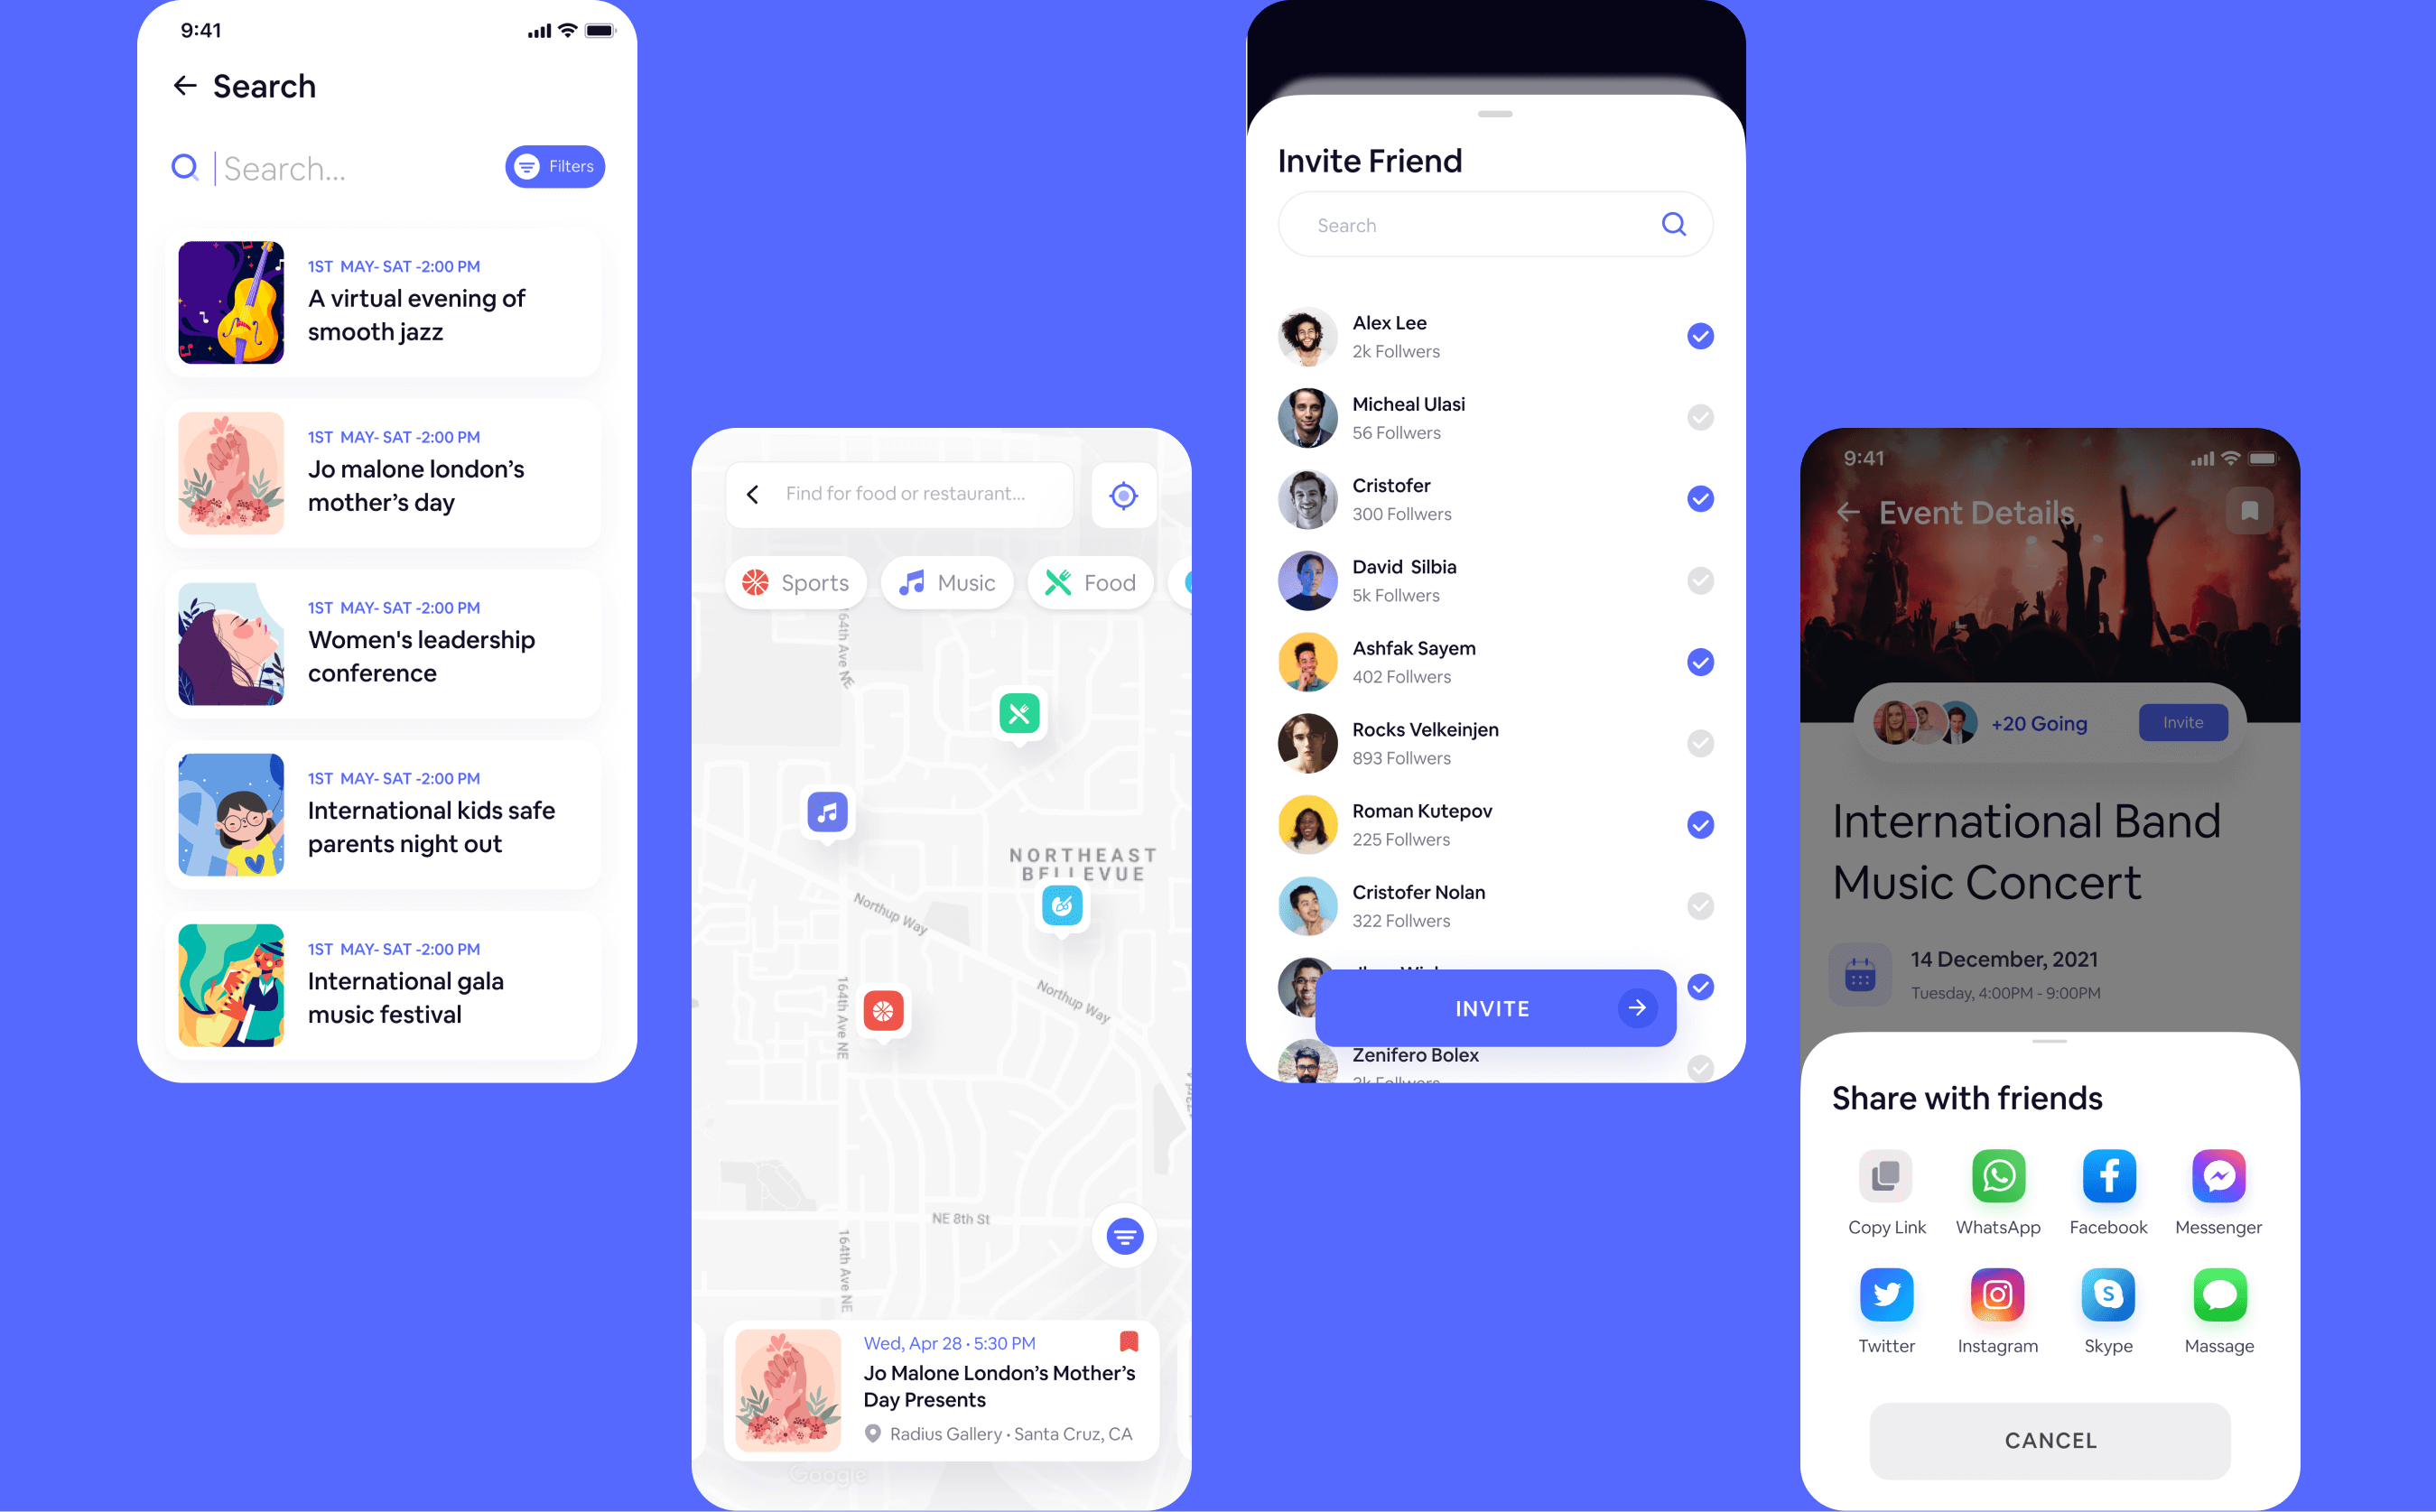 9:41
Search
Search...
Filters
1ST MAY- SAT -2:00 PM
A virtual evening of
smooth jazz
1ST MAY- SAT -2:00 PM
Jo malone london’s
mother’s day
1ST MAY- SAT -2:00 PM
Women's leadership
conference
1ST MAY- SAT -2:00 PM
International kids safe
parents night out
1ST MAY- SAT -2:00 PM
International gala
music festival
Find for food or restaurant...
Sports
Music
Food
164th Ave NE
NORTHEAST
BELLEVUE
Northup Way
Northup Way
164th Ave NE
NE 8th St
164th Ave NE
Wed, Apr 28 • 5:30 PM
Jo Malone London’s Mother’s
Day Presents
Radius Gallery • Santa Cruz, CA
Google
Invite Friend
Search
Alex Lee
2k Follwers
Micheal Ulasi
56 Follwers
Cristofer
300 Follwers
David Silbia
5k Follwers
Ashfak Sayem
402 Follwers
Rocks Velkeinjen
893 Follwers
Roman Kutepov
225 Follwers
Cristofer Nolan
322 Follwers
INVITE
Zenifero Bolex
9:41
Event Details
+20 Going
Invite
International Band
Music Concert
14 December, 2021
Tuesday, 4:00PM - 9:00PM
Share with friends
Copy Link
WhatsApp
Facebook
Messenger
S
Twitter
Instagram
Skype
Massage
CANCEL